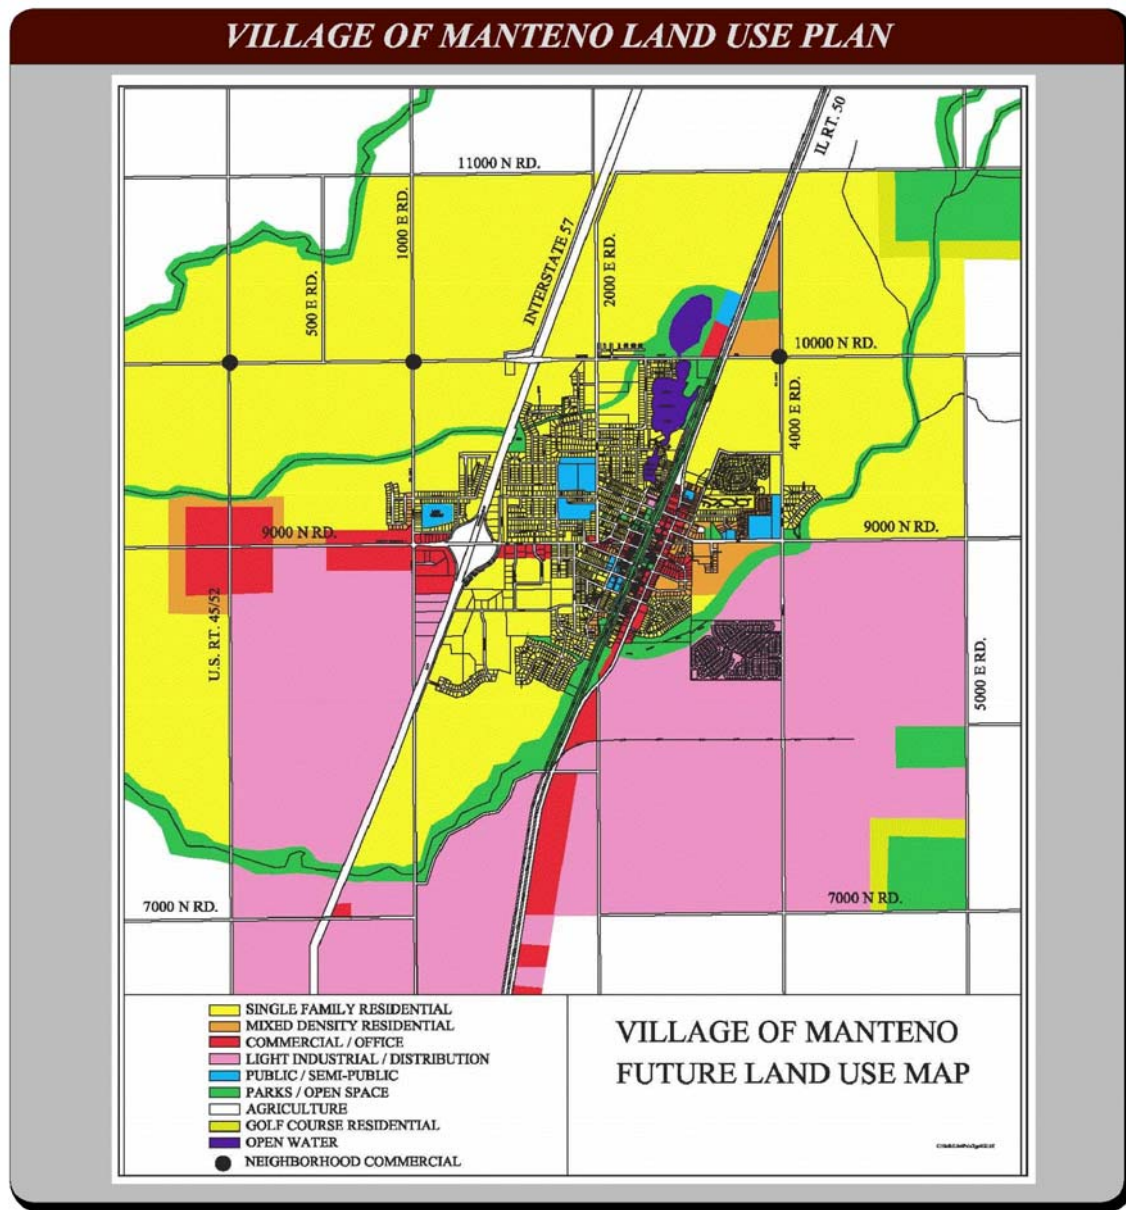 VILLAGE OF MANTENO LAND USE PLAN
IL RT. 50
11000 N RD.
1000 E RD.
INTERSTATE 57
2000 E RD.
500 E RD.
10000 N RD.
4000 E RD.
9000 N RD.
9000 N RD.
U.S. RT. 45/52
5000 E RD.
7000 N RD.
7000 N RD.
SINGLE FAMILY RESIDENTIAL
MIXED DENSITY RESIDENTIAL
COMMERCIAL / OFFICE
LIGHT INDUSTRIAL / DISTRIBUTION
PUBLIC / SEMI-PUBLIC
PARKS / OPEN SPACE
AGRICULTURE
GOLF COURSE RESIDENTIAL
OPEN WATER
NEIGHBORHOOD COMMERCIAL
VILLAGE OF MANTENO
FUTURE LAND USE MAP